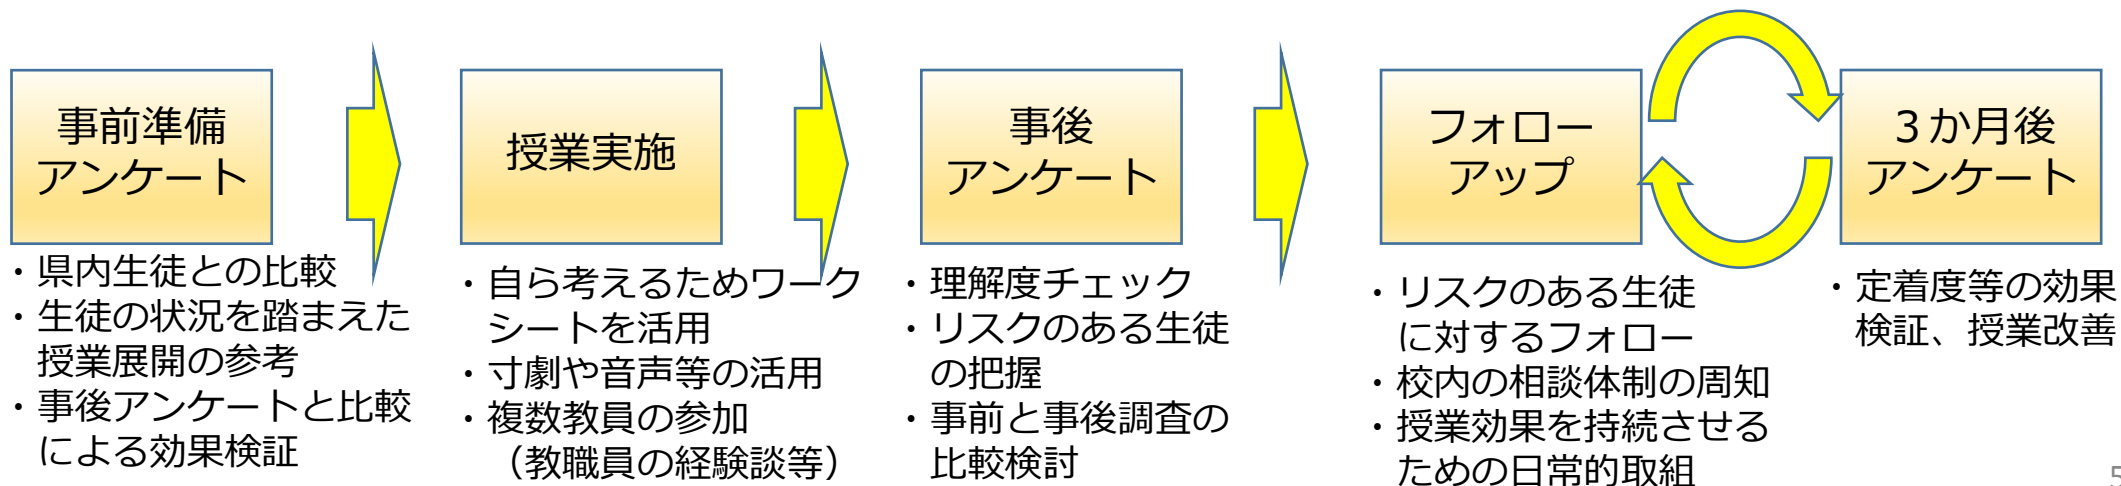 事前準備
アンケート
・県内生徒との比較
・生徒の状況を踏まえた
授業展開の参考
・事後アンケートと比較
による効果検証
授業実施
・自ら考えるためワーク
シートを活用
・寸劇や音声等の活用
・複数教員の参加
（教職員の経験談等）
事後
アンケート
・理解度チェック
・リスクのある生徒
の把握
・事前と事後調査の
比較検討
フォロー
アップ
・リスクのある生徒
に対するフォロー
・校内の相談体制の周知
・授業効果を持続させる
ための日常的取組
３か月後
アンケート
・定着度等の効果
検証、授業改善